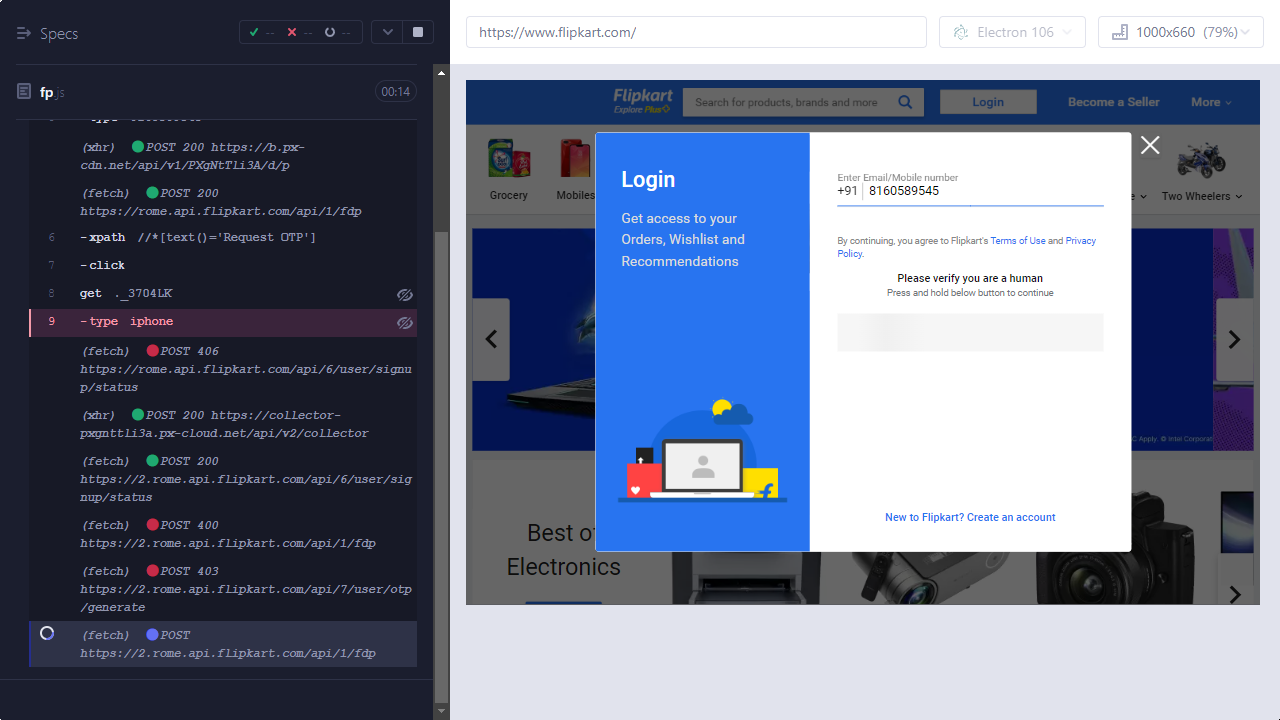 Specs
--
--
--
fp.js
00:14
(xhr) POST 200 https://b.px-
cdn.net/api/v1/PXgNtTli3A/d/p
(fetch) POST 200
https://rome.api.flipkart.com/api/1/fdp
6 -xpath //*[text()='Request OTP']
7 -click
8 get ._3704LK
9 -type iphone
(fetch) POST 406
https://rome.api.flipkart.com/api/6/user/signu
p/status
(xhr) POST 200 https://collector-
pxgnttli3a.px-cloud.net/api/v2/collector
(fetch) POST 200
https://2.rome.api.flipkart.com/api/6/user/sig
nup/status
(fetch) POST 400
https://2.rome.api.flipkart.com/api/1/fdp
(fetch) POST 403
https://2.rome.api.flipkart.com/api/7/user/otp
/generate
(fetch) POST
https://2.rome.api.flipkart.com/api/1/fdp
https://www.flipkart.com/
Electron 106
1000x660 (79%)
Flipkart
Explore Plus
Search for products, brands and more
Login
Become a Seller
More
Grocery
Mobiles
Two Wheelers
Login
Get access to your
Orders, Wishlist and
Recommendations
Enter Email/Mobile number
+91 8160589545
By continuing, you agree to Flipkart's Terms of Use and Privacy
Policy.
Please verify you are a human
Press and hold below button to continue
New to Flipkart? Create an account
C Apply. © Intel Corporat
Best of
Electronics